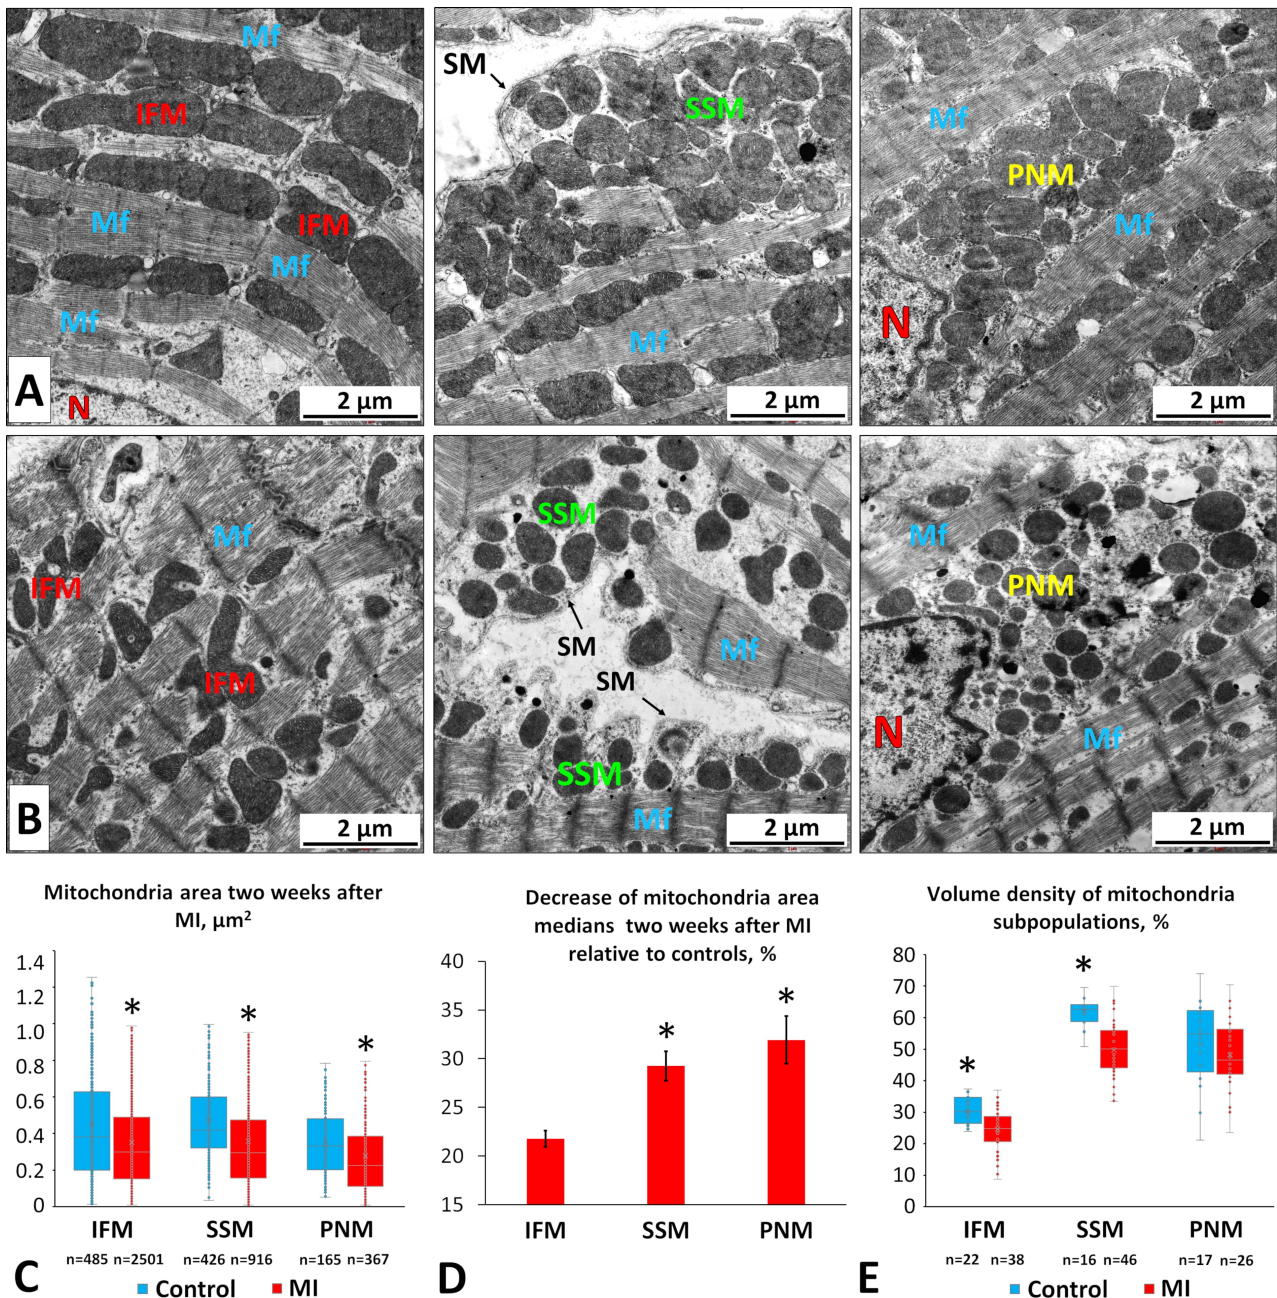 Mf
IFM
Mf
IFM
Mf
Mf
N
A
2 µm
SM
SSM
Mf
2 µm
Mf
PNM
Mf
N
2 µm
Mf
IFM
IFM
B
2 µm
SSM
SM
Mf
SM
SSM
Mf
2 µm
Mf
PNM
N
Mf
2 µm
Mitochondria area two weeks after
MI, µm²
1.4
1.2
1.0
0.8
0.6
0.4
0.2
0
* * *
IFM SSM PNM
n=485 n=2501 n=426 n=916 n=165 n=367
C
Control MI
Decrease of mitochondria area
medians two weeks after MI
relative to controls, %
40
35
30
25
20
15
* *
IFM SSM PNM
D
Volume density of mitochondria
subpopulations, %
80
70
60
50
40
30
20
10
0
* *
IFM SSM PNM
n=22 n=38 n=16 n=46 n=17 n=26
E
Control MI